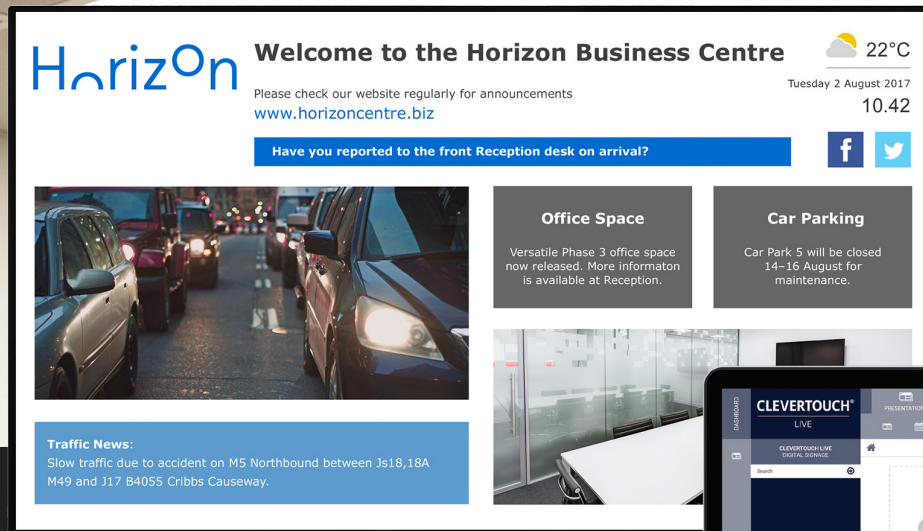 HorizOn
Welcome to the Horizon Business Centre
22°C
Please check our website regularly for announcements
www.horizoncentre.biz
Tuesday 2 August 2017
10.42
Have you reported to the front Reception desk on arrival?
f
Office Space
Versatile Phase 3 office space
now released. More informaton
is available at Reception.
Car Parking
Car Park 5 will be closed
14–16 August for
maintenance.
Traffic News:
Slow traffic due to accident on M5 Northbound between Js18,18A
M49 and J17 B4055 Cribbs Causeway.
DASHBOARD
CLEVERTOUCH®
LIVE
PRESENTATION
CLEVERTOUCH LIVE
DIGITAL SIGNAGE
Search